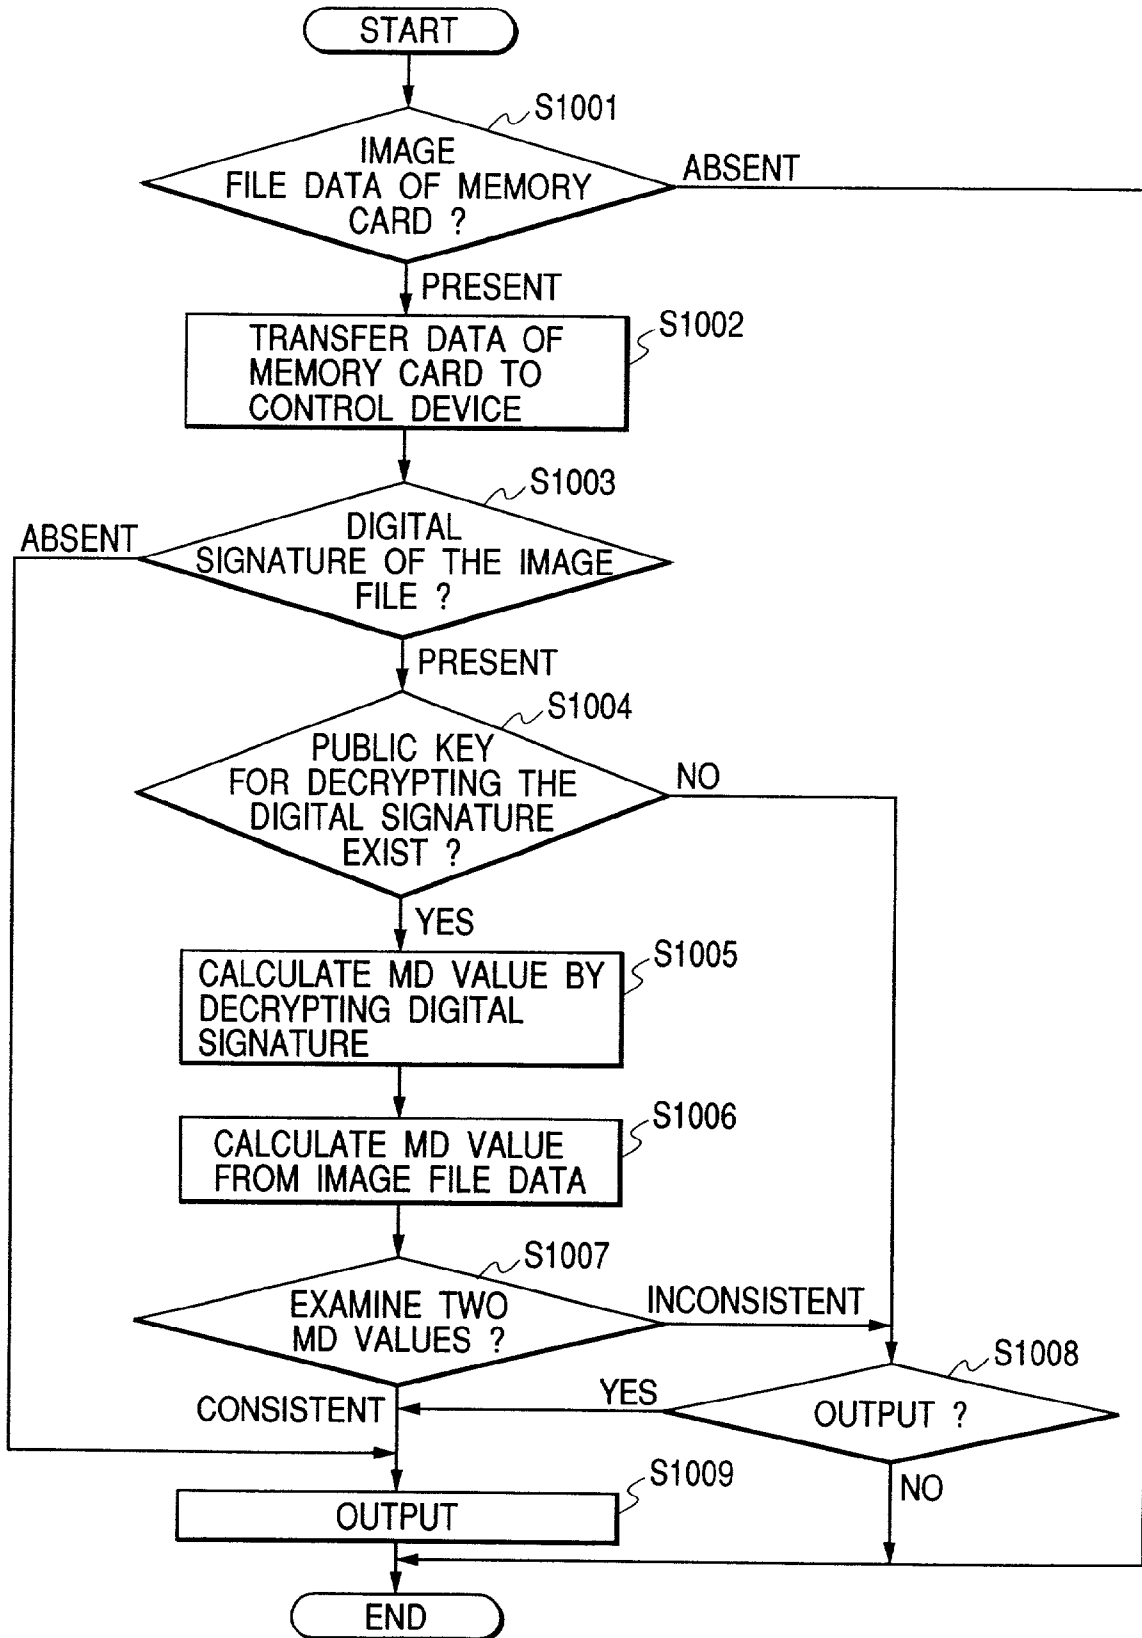 START
S1001
IMAGE
FILE DATA OF MEMORY
CARD ?
ABSENT
PRESENT
S1002
TRANSFER DATA OF
MEMORY CARD TO
CONTROL DEVICE
S1003
ABSENT
DIGITAL
SIGNATURE OF THE IMAGE
FILE ?
PRESENT
S1004
PUBLIC KEY
FOR DECRYPTING THE
DIGITAL SIGNATURE
EXIST ?
NO
YES
S1005
CALCULATE MD VALUE BY
DECRYPTING DIGITAL
SIGNATURE
S1006
CALCULATE MD VALUE
FROM IMAGE FILE DATA
S1007
EXAMINE TWO
MD VALUES ?
INCONSISTENT
S1008
CONSISTENT
YES
OUTPUT ?
S1009
NO
OUTPUT
END